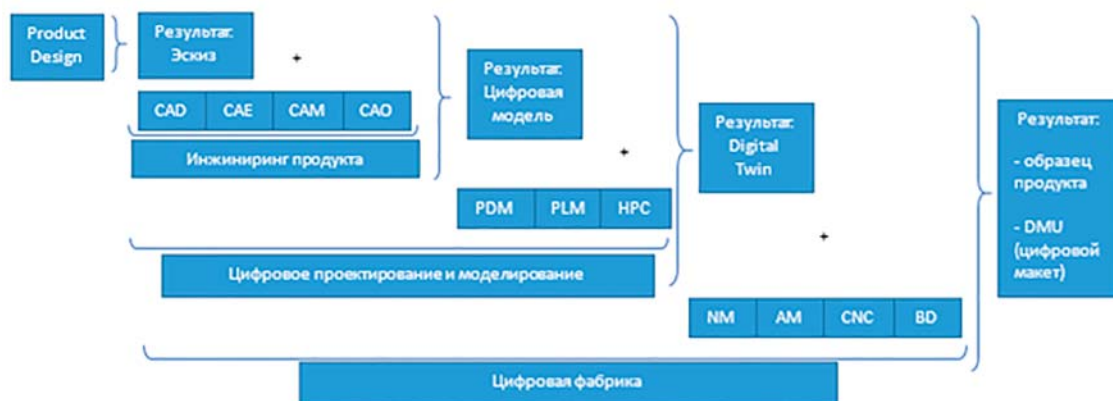 Product
Design
Результат:
Эскиз
+
CAD
CAE
CAM
CAO
Инжиниринг продукта
Результат:
Цифровая
модель
+
PDM
PLM
HPC
Цифровое проектирование и моделирование
Результат:
Digital
Twin
+
NM
AM
CNC
BD
Цифровая фабрика
Результат:
- образец
продукта
- DMU
(цифровой
макет)